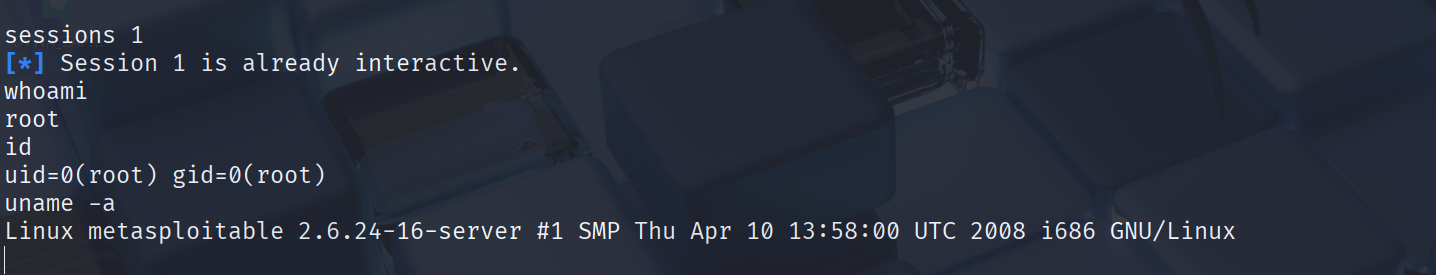 sessions 1
[*] Session 1 is already interactive.
whoami
root
id
uid=0(root) gid=0(root)
uname -a
Linux metasploitable 2.6.24-16-server #1 SMP Thu Apr 10 13:58:00 UTC 2008 i686 GNU/Linux